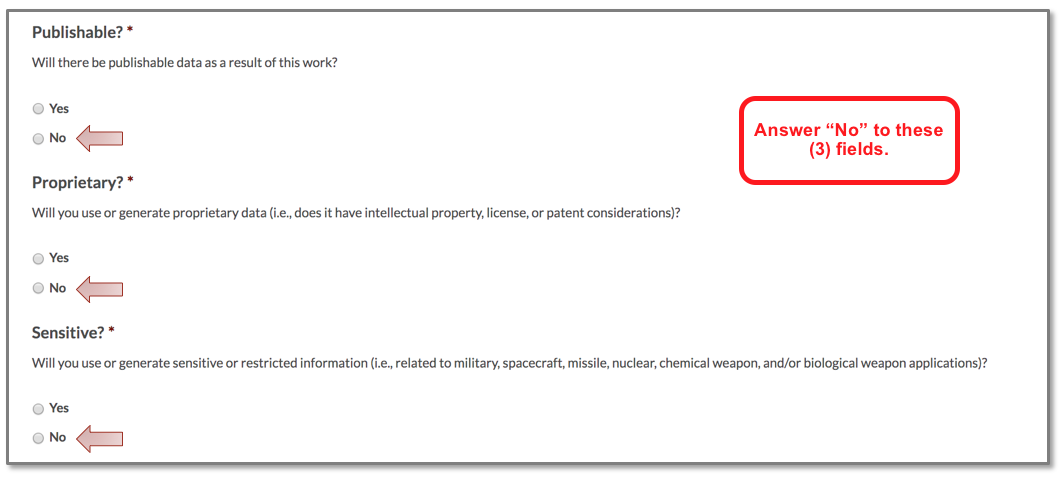 Publishable? *
Will there be publishable data as a result of this work?
Yes
No
Answer “No” to these
(3) fields.
Proprietary? *
Will you use or generate proprietary data (i.e., does it have intellectual property, license, or patent considerations)?
Yes
No
Sensitive? *
Will you use or generate sensitive or restricted information (i.e., related to military, spacecraft, missile, nuclear, chemical weapon, and/or biological weapon applications)?
Yes
No